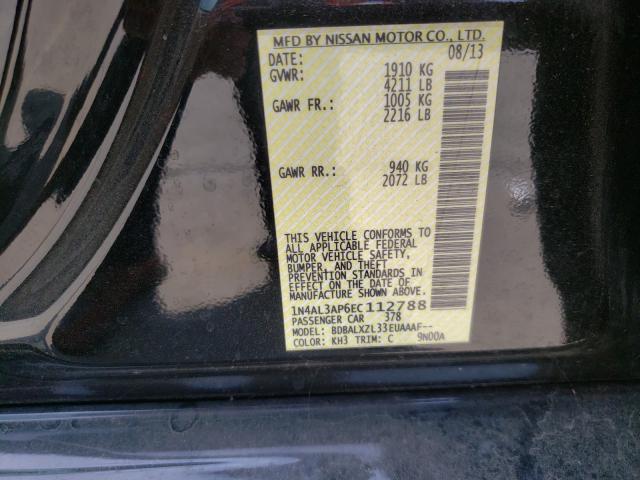 MFD BY NISSAN MOTOR CO., LTD.
DATE: 08/13
GVWR: 1910 KG
4211 LB
GAWR FR.: 1005 KG
2216 LB
GAWR RR.: 940 KG
2072 LB
THIS VEHICLE CONFORMS TO
ALL APPLICABLE FEDERAL
MOTOR VEHICLE SAFETY,
BUMPER, AND THEFT
PREVENTION STANDARDS IN
EFFECT ON THE DATE OF
MANUFACTURE SHOWN ABOVE.
1N4AL3AP6EC112788
PASSENGER CAR 378
MODEL: BDBALXZL33EUAAAF--
COLOR: KH3 TRIM: C 9N00A